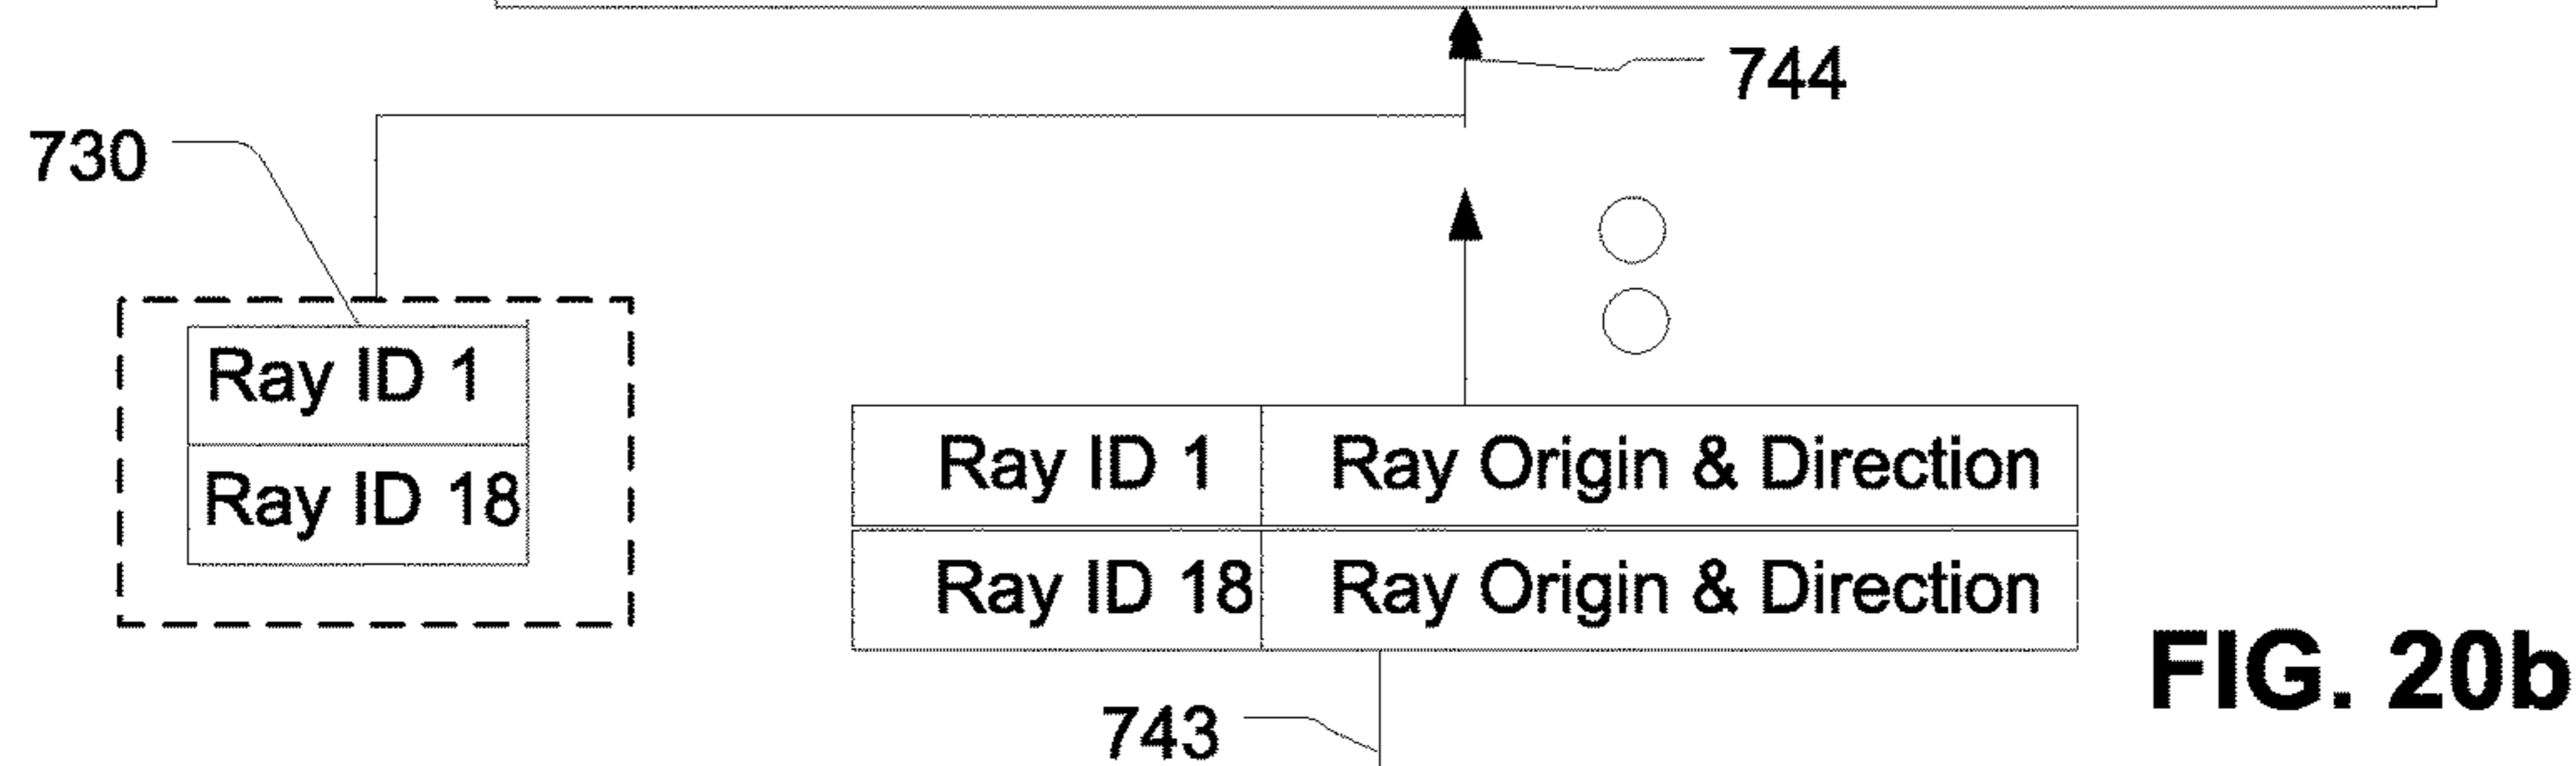 744
730
Ray ID 1
Ray ID 18
Ray ID 1 Ray Origin & Direction
Ray ID 18 Ray Origin & Direction
FIG. 20b
743